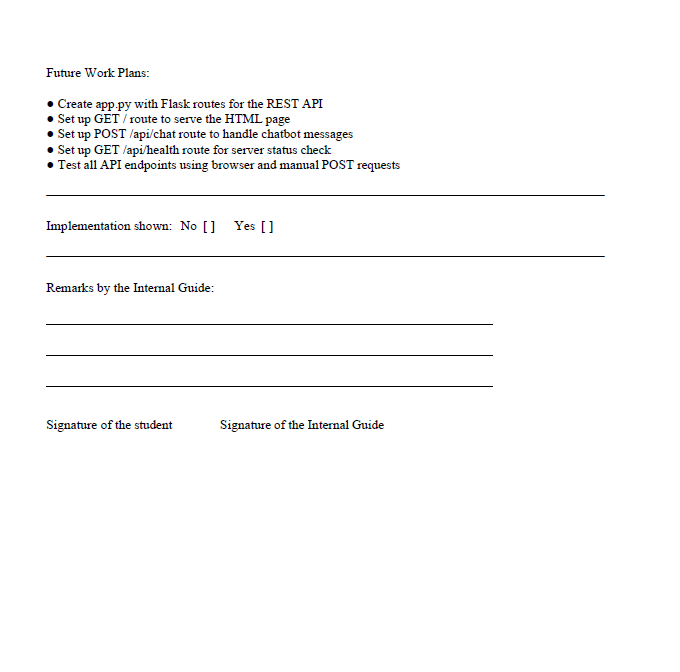 Future Work Plans:
● Create app.py with Flask routes for the REST API
● Set up GET / route to serve the HTML page
● Set up POST /api/chat route to handle chatbot messages
● Set up GET /api/health route for server status check
● Test all API endpoints using browser and manual POST requests
Implementation shown: No [ ] Yes [ ]
Remarks by the Internal Guide:
Signature of the student Signature of the Internal Guide